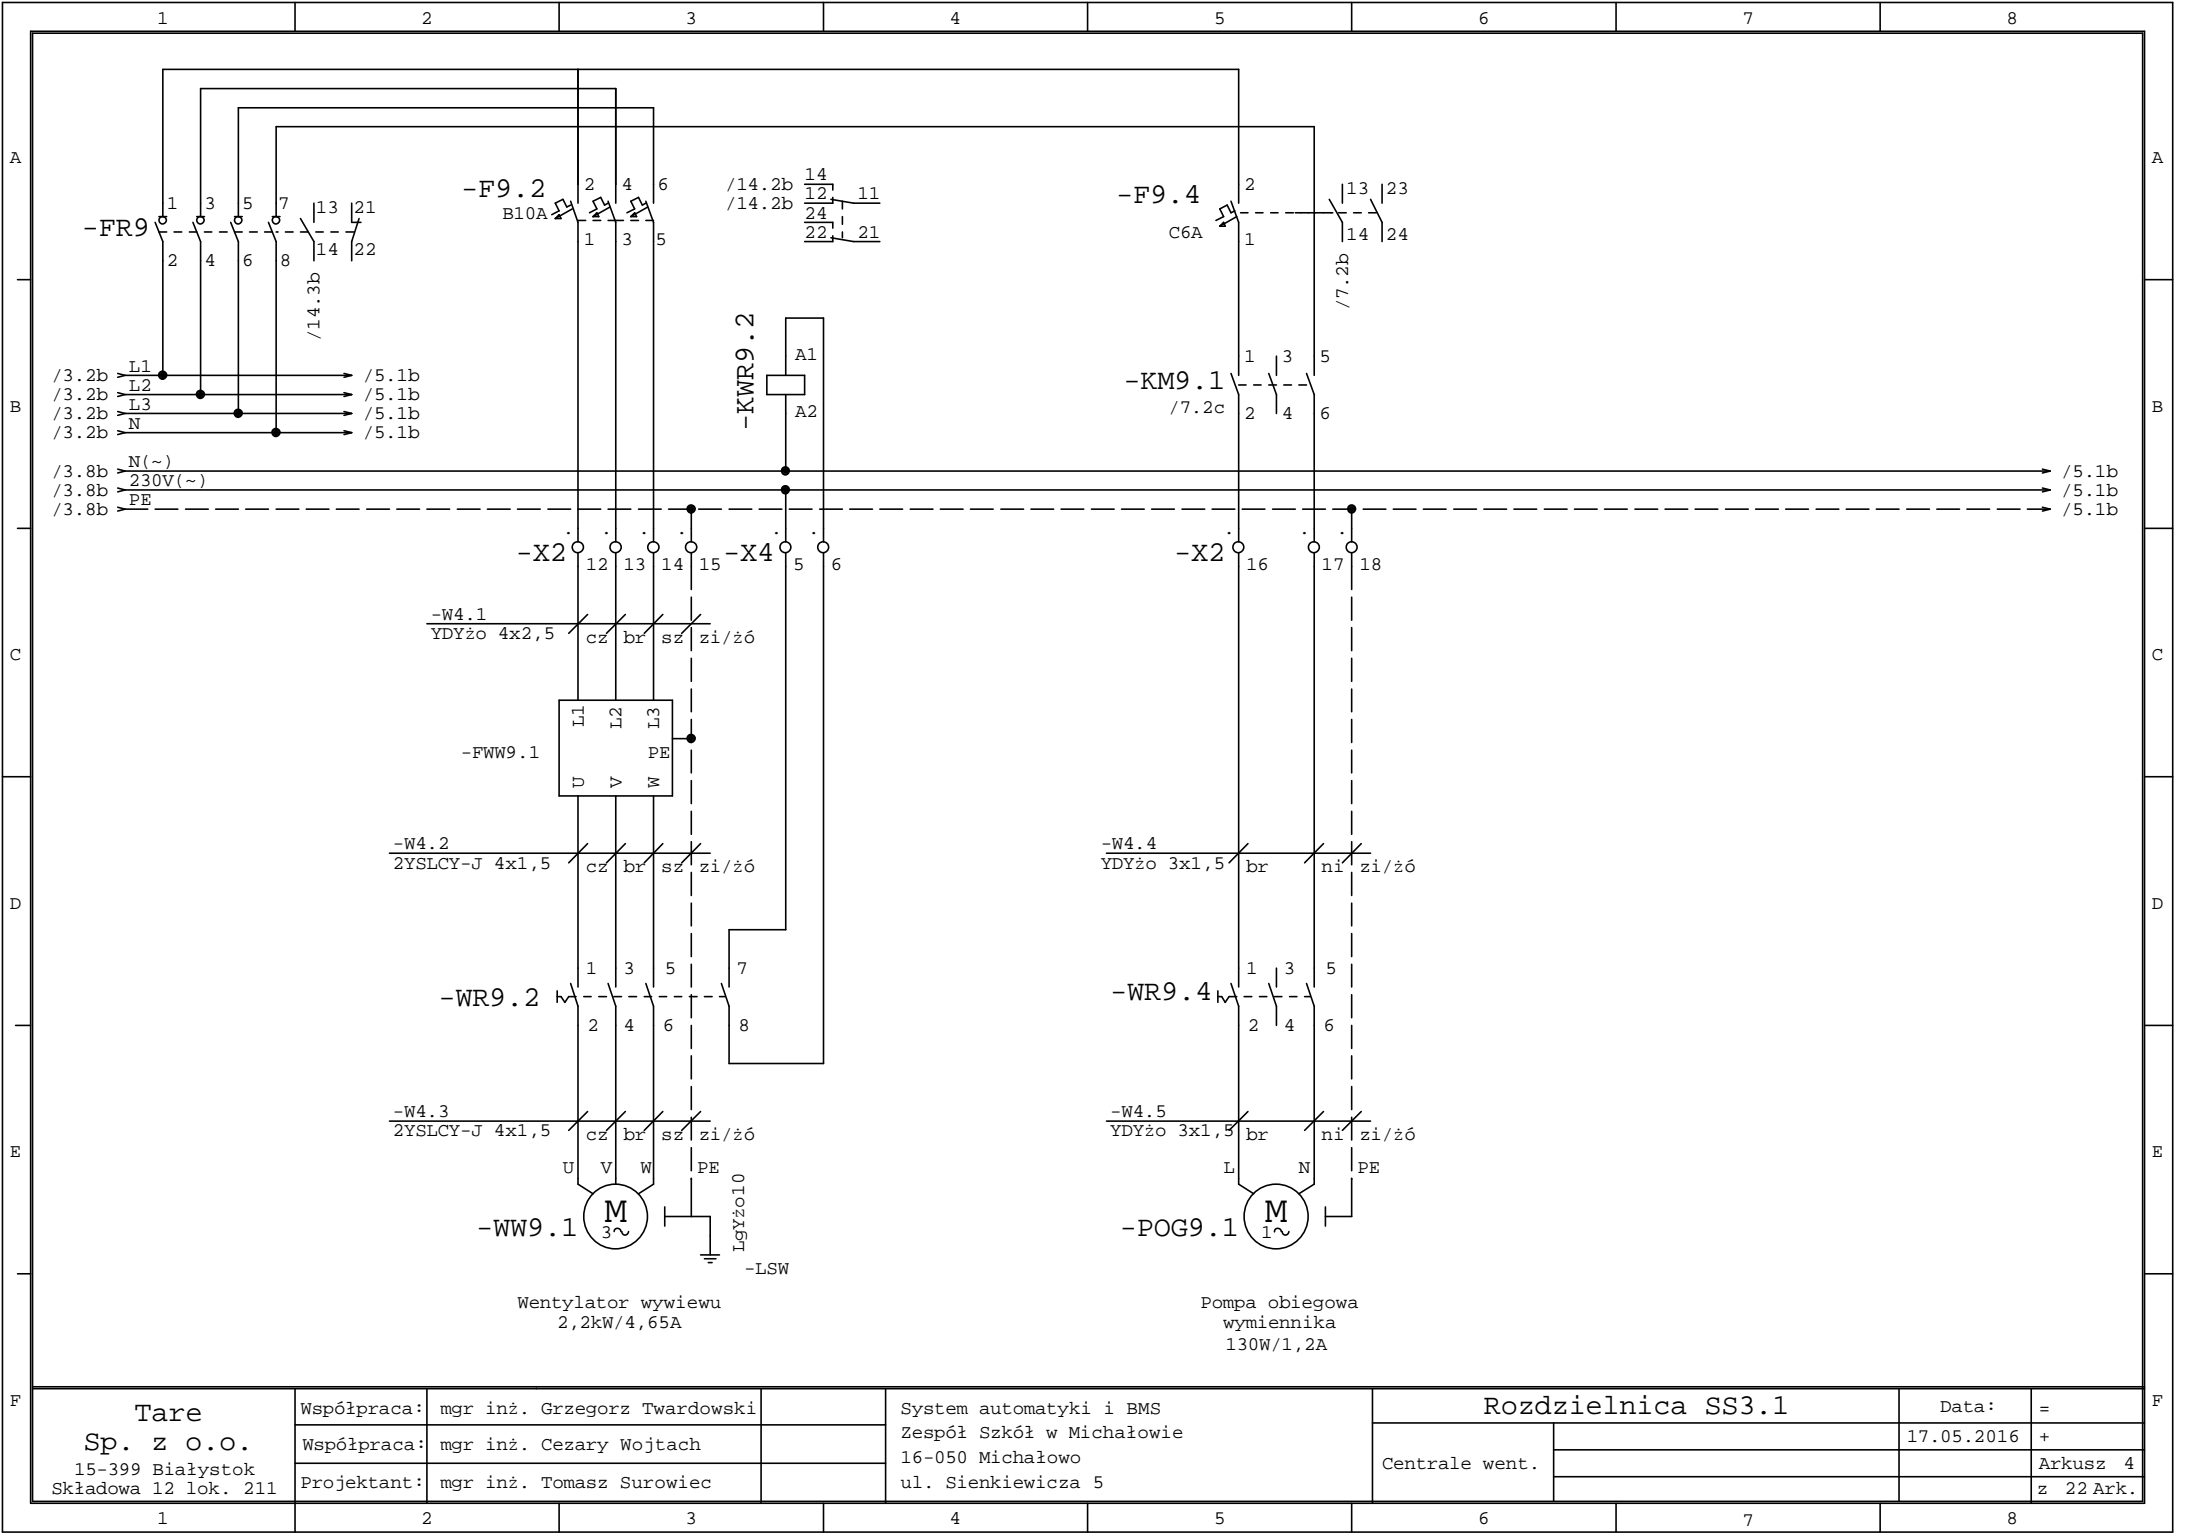 1 2 3 4 5 6 7 8
A A
-FR9
1 3 5 7 13 21
2 4 6 8 14 22
/14.3b
-F9.2
B10A
2 4 6
1 3 5
/14.2b 14
/14.2b 12 11
24
22 21
-F9.4
C6A
2
1
13 23
14 24
/7.2b
B B
/3.2b L1 /5.1b
/3.2b L2 /5.1b
/3.2b L3 /5.1b
/3.2b N /5.1b
-KWR9.2
A1
A2
-KM9.1
/7.2c
1 3 5
2 4 6
/3.8b N(~) /5.1b
/3.8b 230V(~) /5.1b
/3.8b PE /5.1b
C C
-X2 12 13 14 15
-X4 5 6
-X2 16 17 18
-W4.1
YDYżo 4x2,5 cz br sz zi/żó
L1 L2 L3
-FWW9.1 PE
U V W
D D
-W4.2
2YSLCY-J 4x1,5 cz br sz zi/żó
-W4.4
YDYżo 3x1,5 br ni zi/żó
-WR9.2
1 3 5 7
2 4 6 8
-WR9.4
1 3 5
2 4 6
E E
-W4.3
2YSLCY-J 4x1,5 cz br sz zi/żó
-W4.5
YDYżo 3x1,5 br ni zi/żó
U V W PE
L N PE
M
3~
-WW9.1
LgYżo10
-LSW
M
1~
-POG9.1
Wentylator wywiewu
2,2kW/4,65A
Pompa obiegowa
wymiennika
130W/1,2A
F F
Tare
Sp. z o.o.
15-399 Białystok
Składowa 12 lok. 211
Współpraca: mgr inż. Grzegorz Twardowski
Współpraca: mgr inż. Cezary Wojtach
Projektant: mgr inż. Tomasz Surowiec
System automatyki i BMS
Zespół Szkół w Michałowie
16-050 Michałowo
ul. Sienkiewicza 5
Rozdzielnica SS3.1
Centrale went.
Data:
17.05.2016
=
+
Arkusz 4
z 22 Ark.
1 2 3 4 5 6 7 8